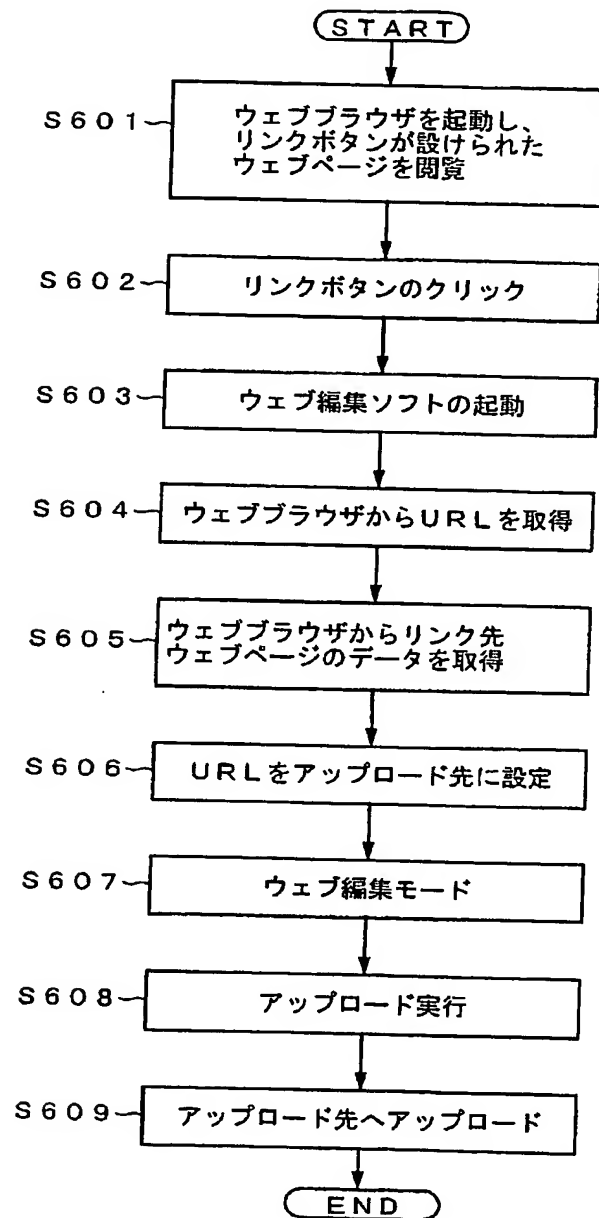 START
S601
ウェブブラウザを起動し、
リンクボタンが設けられた
ウェブページを閲覧
S602
リンクボタンのクリック
S603
ウェブ編集ソフトの起動
S604
ウェブブラウザからURLを取得
S605
ウェブブラウザからリンク先
ウェブページのデータを取得
S606
URLをアップロード先に設定
S607
ウェブ編集モード
S608
アップロード実行
S609
アップロード先へアップロード
END